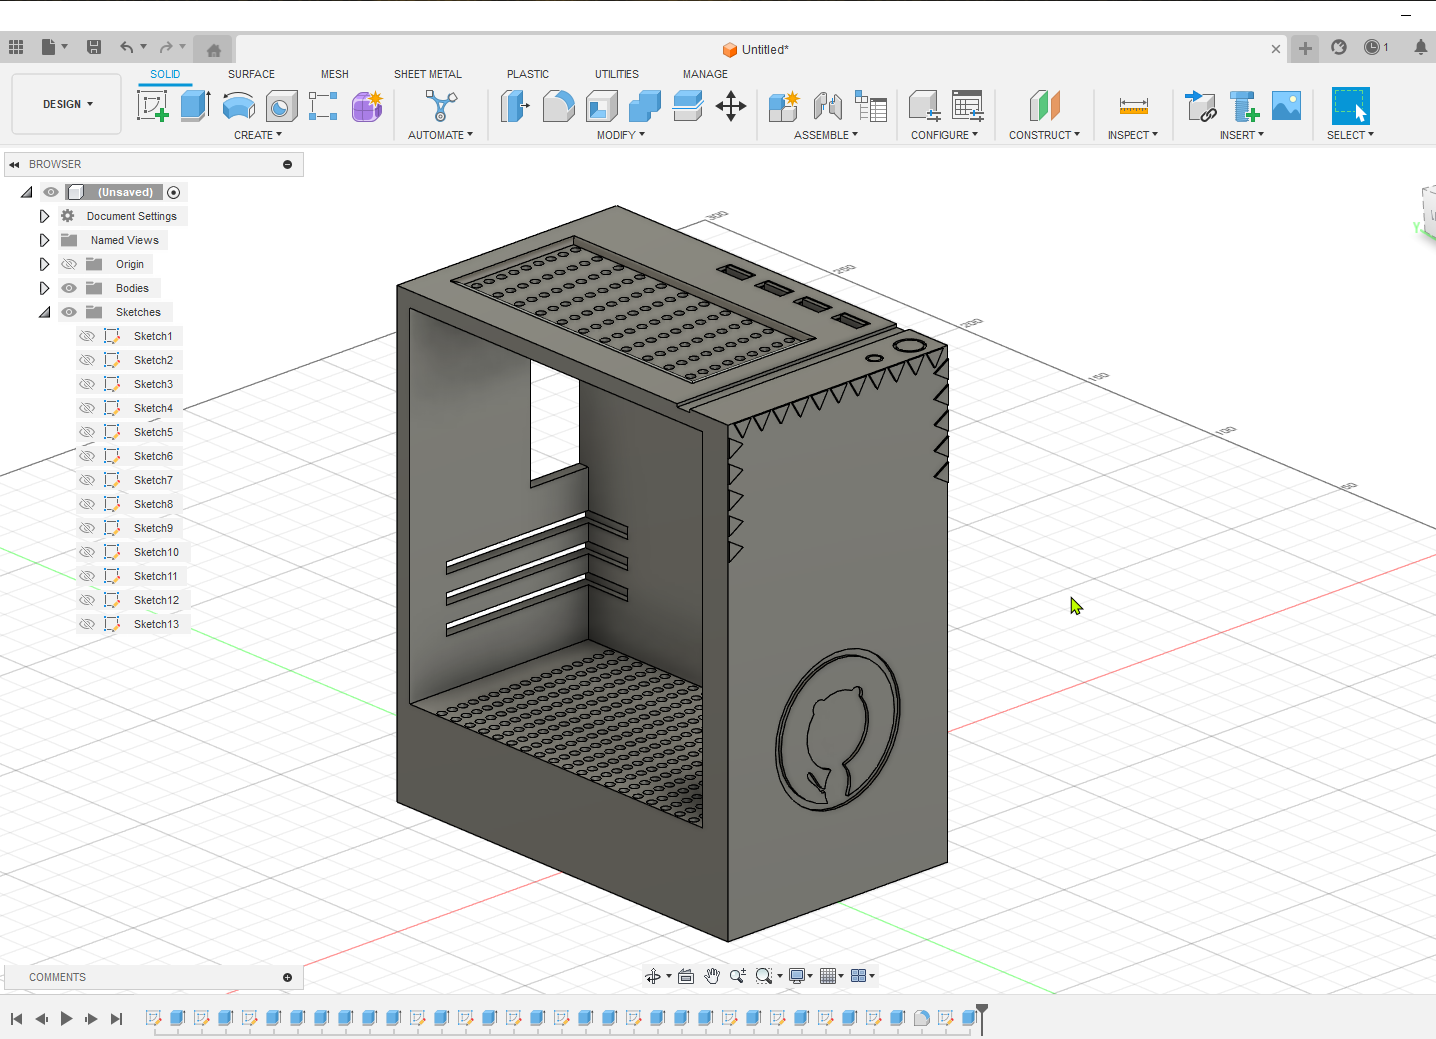 Untitled*
1
SOLID
SURFACE
MESH
SHEET METAL
PLASTIC
UTILITIES
MANAGE
DESIGN
CREATE
AUTOMATE
MODIFY
ASSEMBLE
CONFIGURE
CONSTRUCT
INSPECT
INSERT
SELECT
BROWSER
(Unsaved)
Document Settings
Named Views
Origin
Bodies
Sketches
Sketch1
Sketch2
Sketch3
Sketch4
Sketch5
Sketch6
Sketch7
Sketch8
Sketch9
Sketch10
Sketch11
Sketch12
Sketch13
300
250
200
150
100
50
Y
COMMENTS